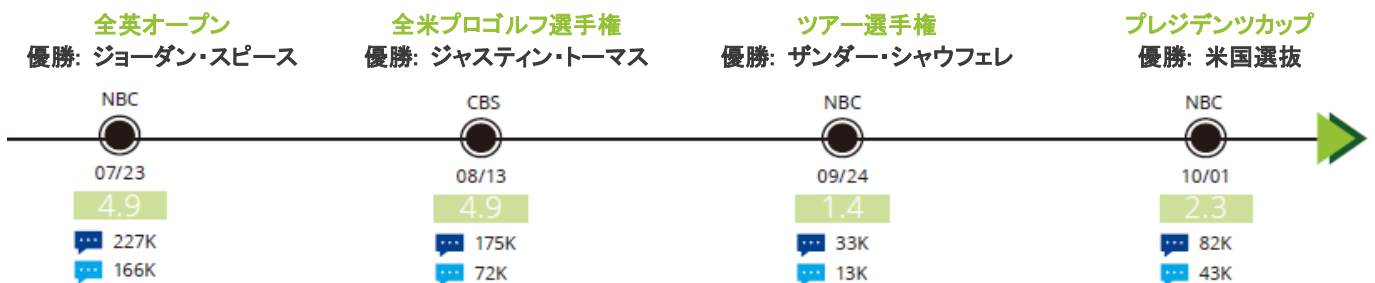 全英オープン
優勝: ジョーダン・スピース
NBC
07/23
4.9
227K
166K
全米プロゴルフ選手権
優勝: ジャスティン・トーマス
CBS
08/13
4.9
175K
72K
ツアー選手権
優勝: ザンダー・シャウフェレ
NBC
09/24
1.4
33K
13K
プレジデンツカップ
優勝: 米国選抜
NBC
10/01
2.3
82K
43K